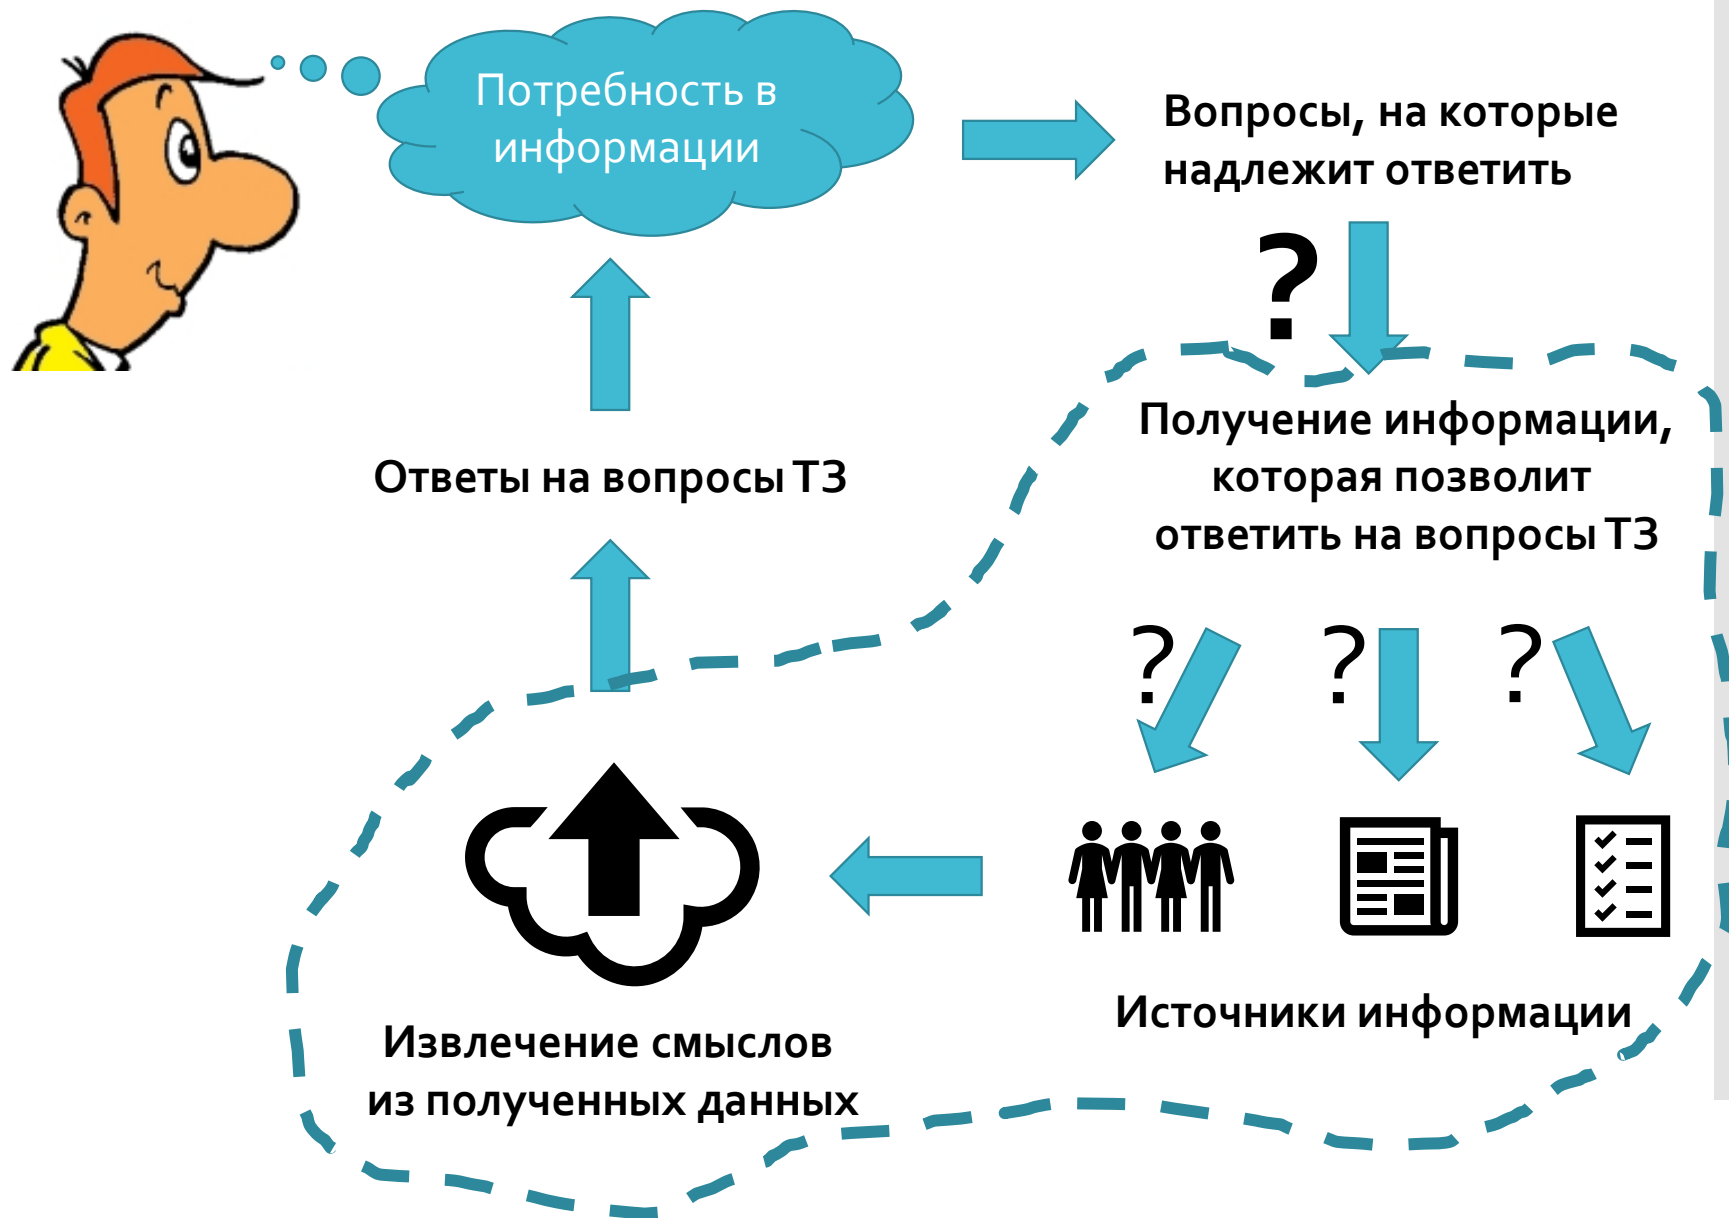 Потребность в
информации
Вопросы, на которые
надлежит ответить
?
Получение информации,
которая позволит
ответить на вопросы ТЗ
? ? ?
Источники информации
Извлечение смыслов
из полученных данных
Ответы на вопросы ТЗ